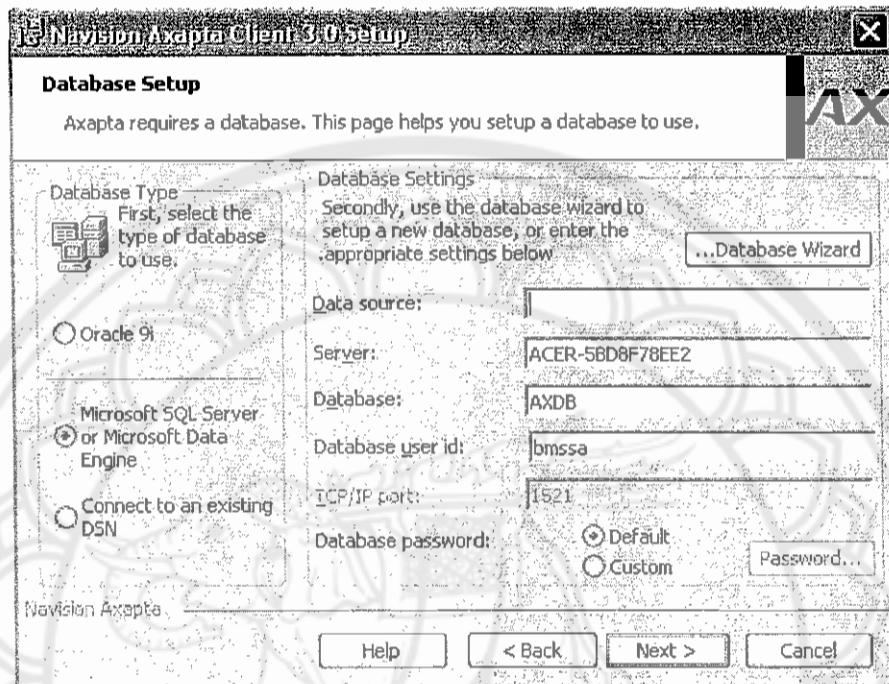 Navision Axapta Client 3.0 Setup
Database Setup
AX
Axapta requires a database. This page helps you setup a database to use.
Database Type
First, select the
type of database
to use.
Oracle 9i
Microsoft SQL Server
or Microsoft Data
Engine
Connect to an existing
DSN
Database Settings
Secondly, use the database wizard to
setup a new database, or enter the
.appropriate settings below
...Database Wizard
Data source:
Server: ACER-58D8F78EE2
Database: AXDB
Database user id: bmssa
TCP/IP port: 1521
Database password:
Default
Custom
Password...
Navision Axapta
Help
< Back
Next >
Cancel